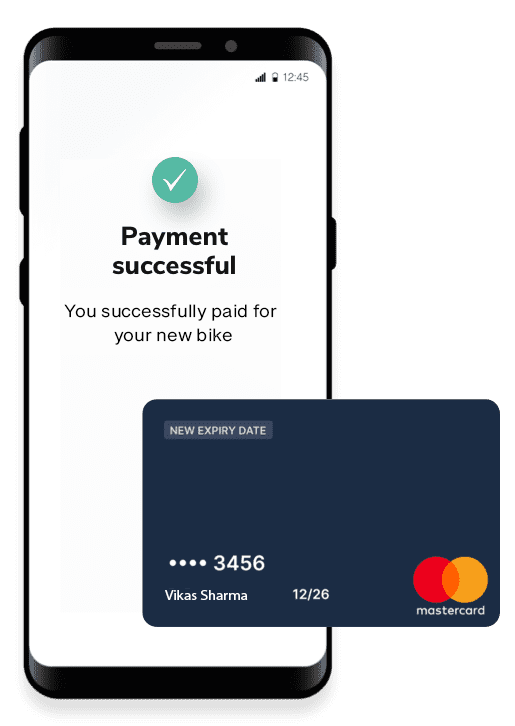 12:45
Payment
successful
You successfully paid for
your new bike
NEW EXPIRY DATE
•••• 3456
Vikas Sharma 12/26
mastercard